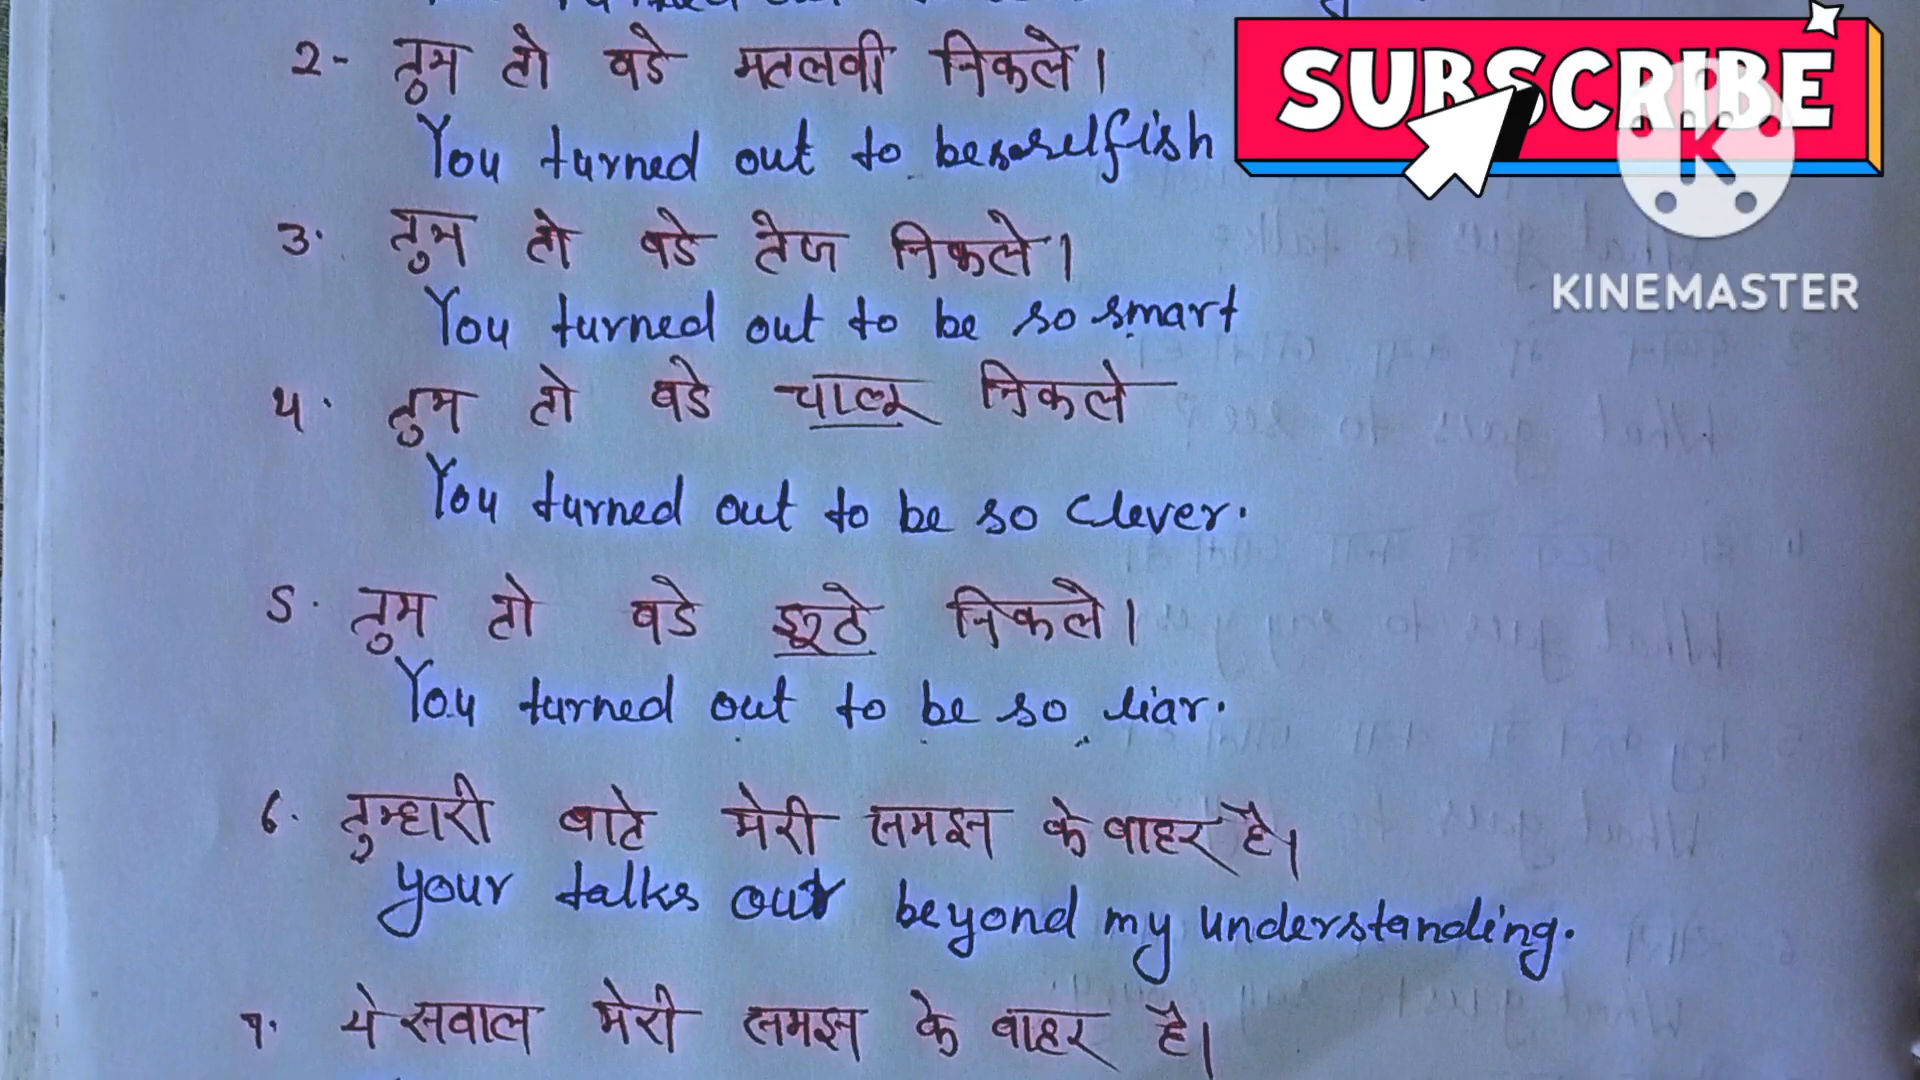 2- तुम तो बडे मतलबी निकले।
You turned out to be so selfish
3. तुम तो बडे तेज निकले।
You turned out to be so smart
4. तुम तो बडे चालू निकले
You turned out to be so clever.
5. तुम तो बडे झूठे निकले।
You turned out to be so liar.
6. तुम्हारी बाते मेरी समझ के बाहर है।
your talks out beyond my understanding.
7. ये सवाल मेरी समझ के बाहर है।
SUBSCRIBE
KINEMASTER